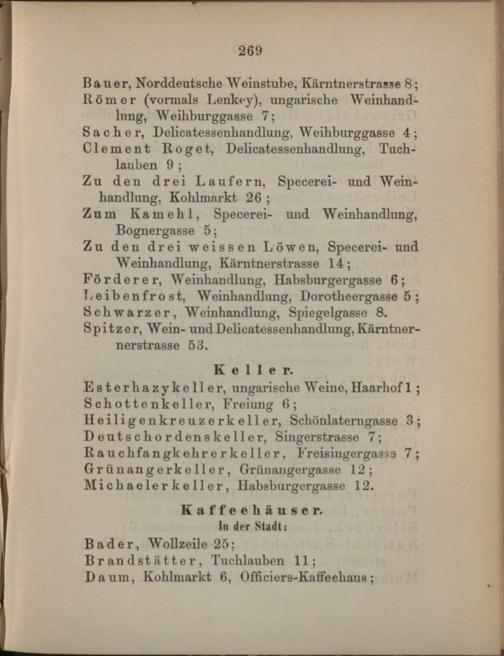 269
Bauer, Norddeutsche Weinstube, Kärntnerstrasse 8;
Römer (vormals Lenkey), ungarische Weinhand-
lung, Weihburggasse 7;
Sacher, Delicatessenhandlung, Weihburggasse 4;
Clement Roget, Delicatessenhandlung, Tuch-
lauben 9;
Zu den drei Laufern, Specerei- und Wein-
handlung, Kohlmarkt 26;
Zum Kamehl, Specerei- und Weinhandlung,
Bognergasse 5;
Zu den drei weissen Löwen, Specerei- und
Weinhandlung, Kärntnerstrasse 14;
Förderer, Weinhandlung, Habsburgergasse 6;
Leibenfrost, Weinhandlung, Dorotheergasse 5;
Schwarzer, Weinhandlung, Spiegelgasse 8.
Spitzer, Wein- und Delicatessenhandlung, Kärntner-
nerstrasse 53.
Keller.
Esterhazykeller, ungarische Weine, Haarhof 1;
Schottenkeller, Freiung 6;
Heiligenkreuzerkeller, Schönlaterngasse 3;
Deutschordenskeller, Singerstrasse 7;
Rauchfangkehrerkeller, Freisingergasse 7;
Grünangerkeller, Grünangergasse 12;
Michaelerkeller, Habsburgergasse 12.
Kaffeehäuser.
In der Stadt:
Bader, Wollzeile 25;
Brandstätter, Tuchlauben 11;
Daum, Kohlmarkt 6, Officiers-Kaffeehaus;